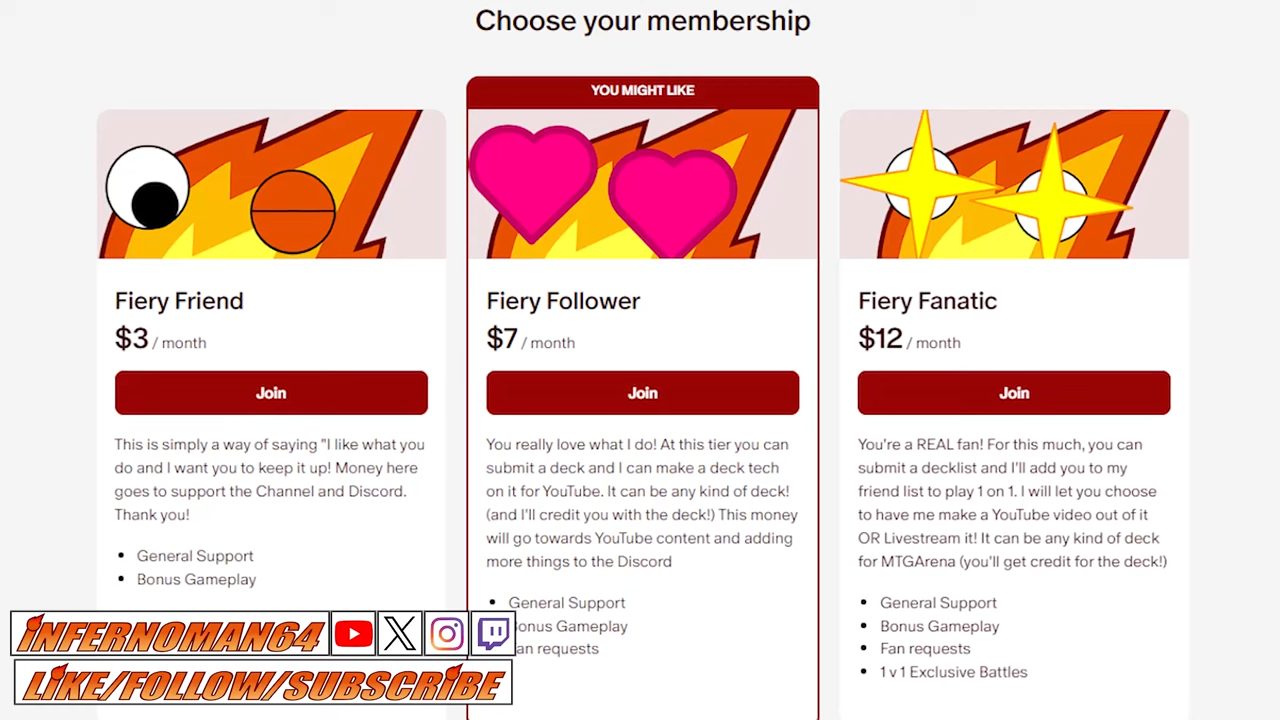 Choose your membership
YOU MIGHT LIKE
Fiery Friend
$3 / month
Join
This is simply a way of saying "I like what you
do and I want you to keep it up! Money here
goes to support the Channel and Discord.
Thank you!
• General Support
• Bonus Gameplay
Fiery Follower
$7 / month
Join
You really love what I do! At this tier you can
submit a deck and I can make a deck tech
on it for YouTube. It can be any kind of deck!
(and I'll credit you with the deck!) This money
will go towards YouTube content and adding
more things to the Discord
• General Support
onus Gameplay
an requests
Fiery Fanatic
$12 / month
Join
You're a REAL fan! For this much, you can
submit a decklist and I'll add you to my
friend list to play 1 on 1. I will let you choose
to have me make a YouTube video out of it
OR Livestream it! It can be any kind of deck
for MTGArena (you'll get credit for the deck!)
• General Support
• Bonus Gameplay
• Fan requests
• 1 v 1 Exclusive Battles
INFERNOMAN64
LIKE/FOLLOW/SUBSCRIBE